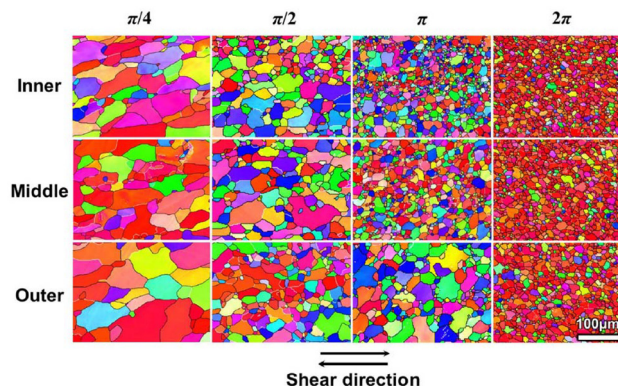 π/4 π/2 π 2π
Inner
Middle
Outer
100μm
Shear direction